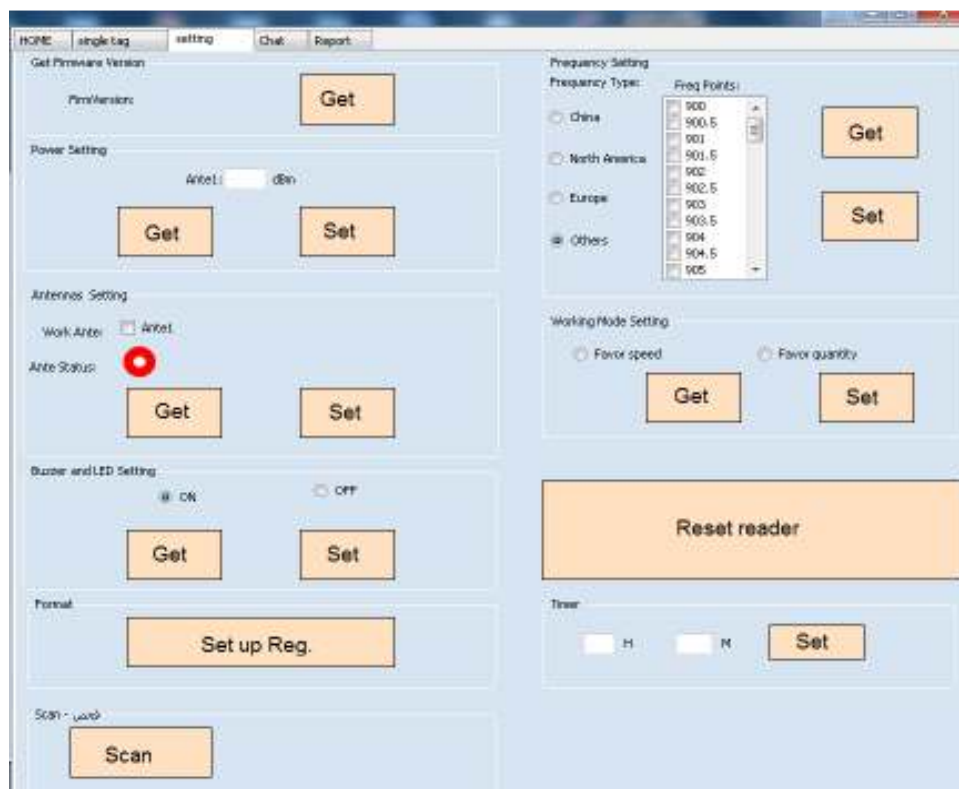 HOME single tag setting Chat Report
Get Firmware Version
FirmVersion:
Get
Power Setting
Ante1: dBm
Get Set
Antennas Setting
Work Ante: Ante1
Ante Status:
Get Set
Buzzer and LED Setting
ON OFF
Get Set
Format
Set up Reg.
Scan - فحص
Scan
Frequency Setting
Frequency Type: Freq Points:
China
North America
Europe
Others
900
900.5
901
901.5
902
902.5
903
903.5
904
904.5
905
Get
Set
Working Mode Setting
Favor speed Favor quantity
Get Set
Reset reader
Timer
H M Set